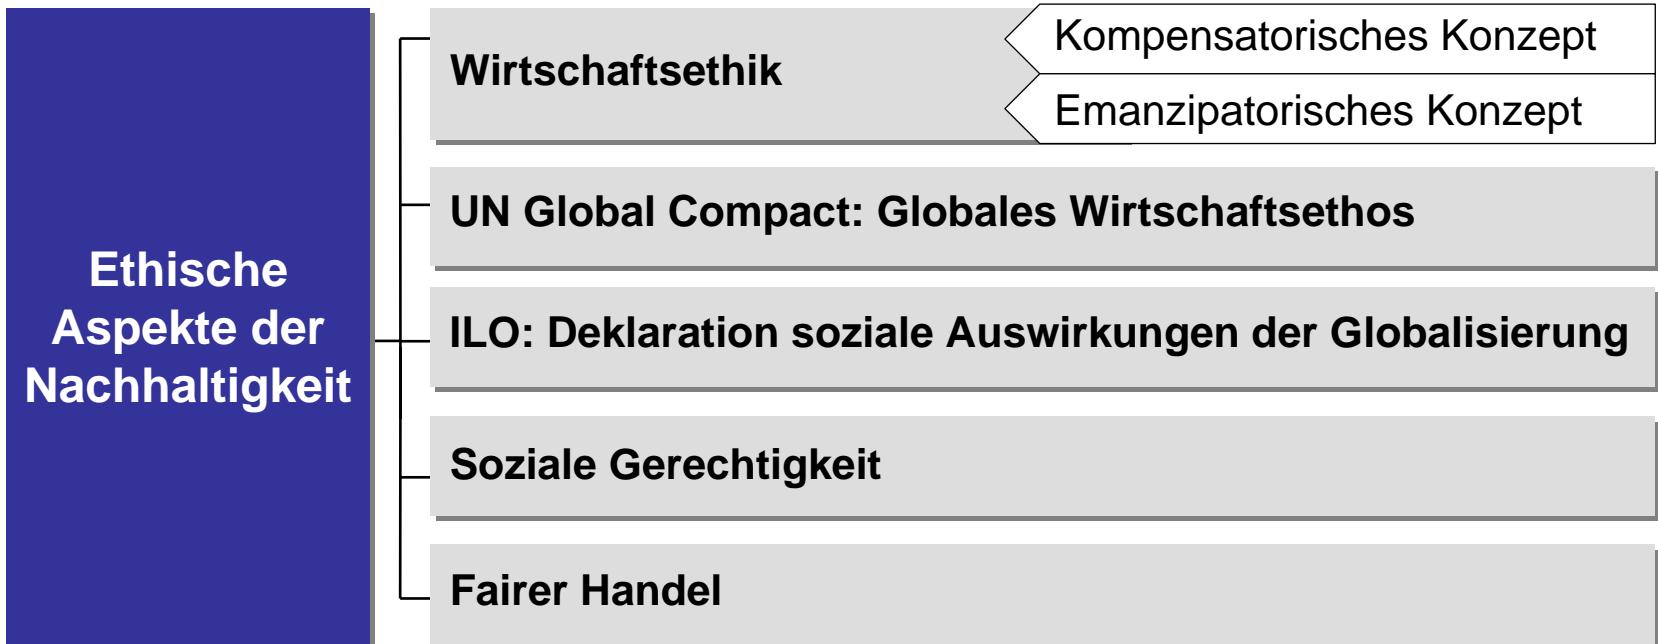 Ethische
Aspekte der
Nachhaltigkeit
Wirtschaftsethik
Kompensatorisches Konzept
Emanzipatorisches Konzept
UN Global Compact: Globales Wirtschaftsethos
ILO: Deklaration soziale Auswirkungen der Globalisierung
Soziale Gerechtigkeit
Fairer Handel